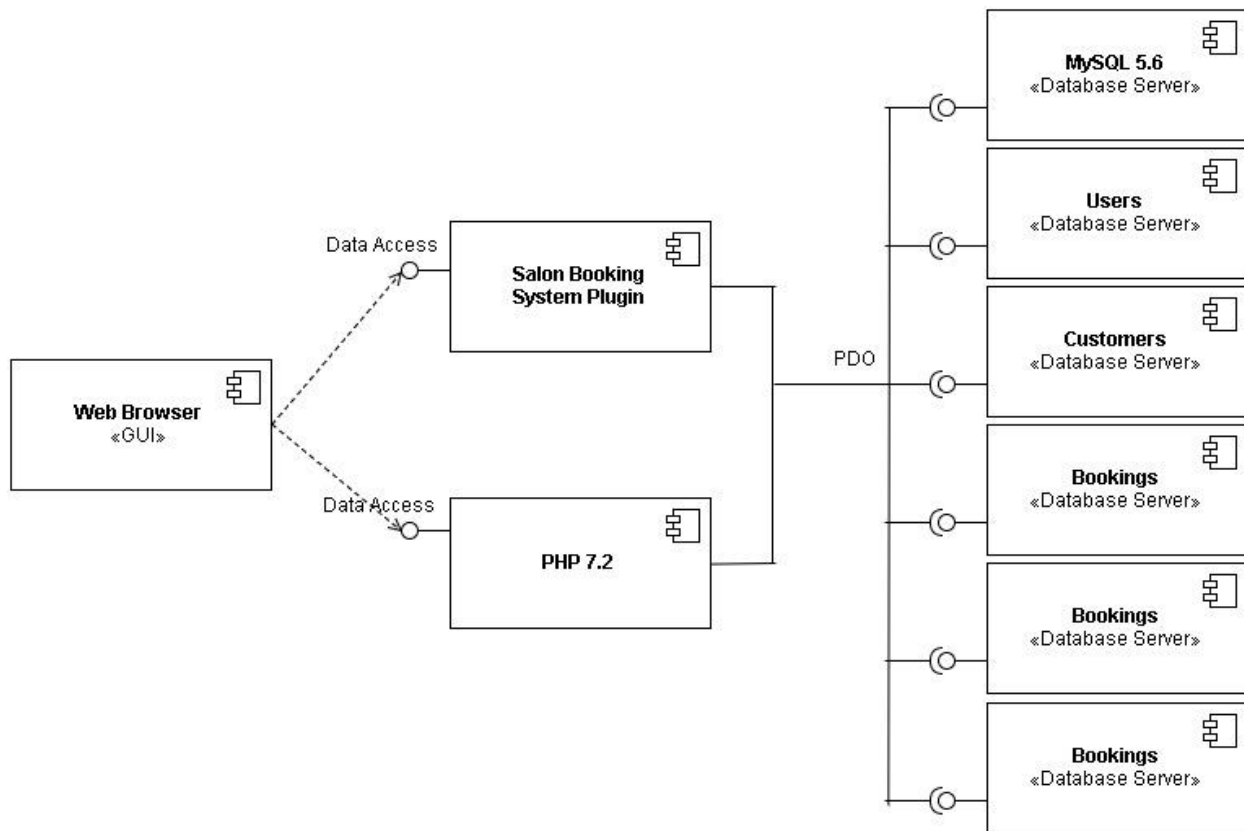 MySQL 5.6
«Database Server»
Users
«Database Server»
Data Access
Salon Booking
System Plugin
Customers
«Database Server»
PDO
Web Browser
«GUI»
Bookings
«Database Server»
Data Access
PHP 7.2
Bookings
«Database Server»
Bookings
«Database Server»